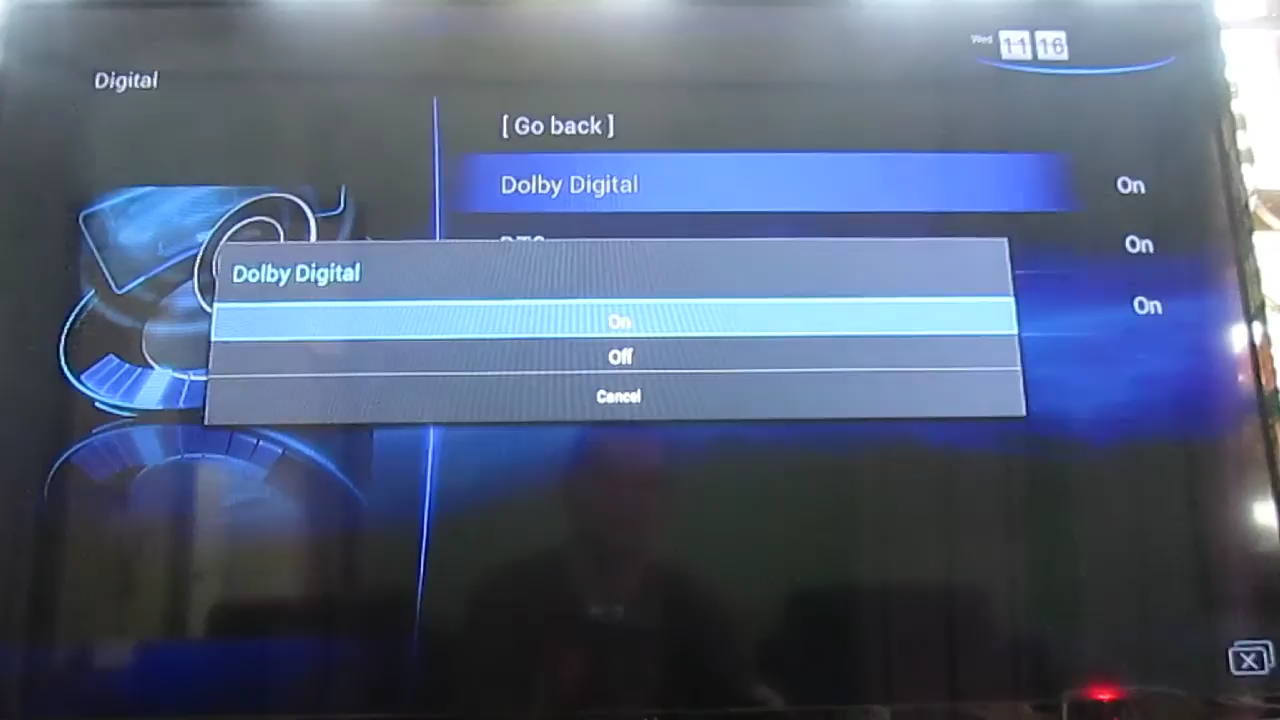 Wed 11 16
Digital
[ Go back ]
Dolby Digital On
On
Dolby Digital
On
On
Off
Cancel